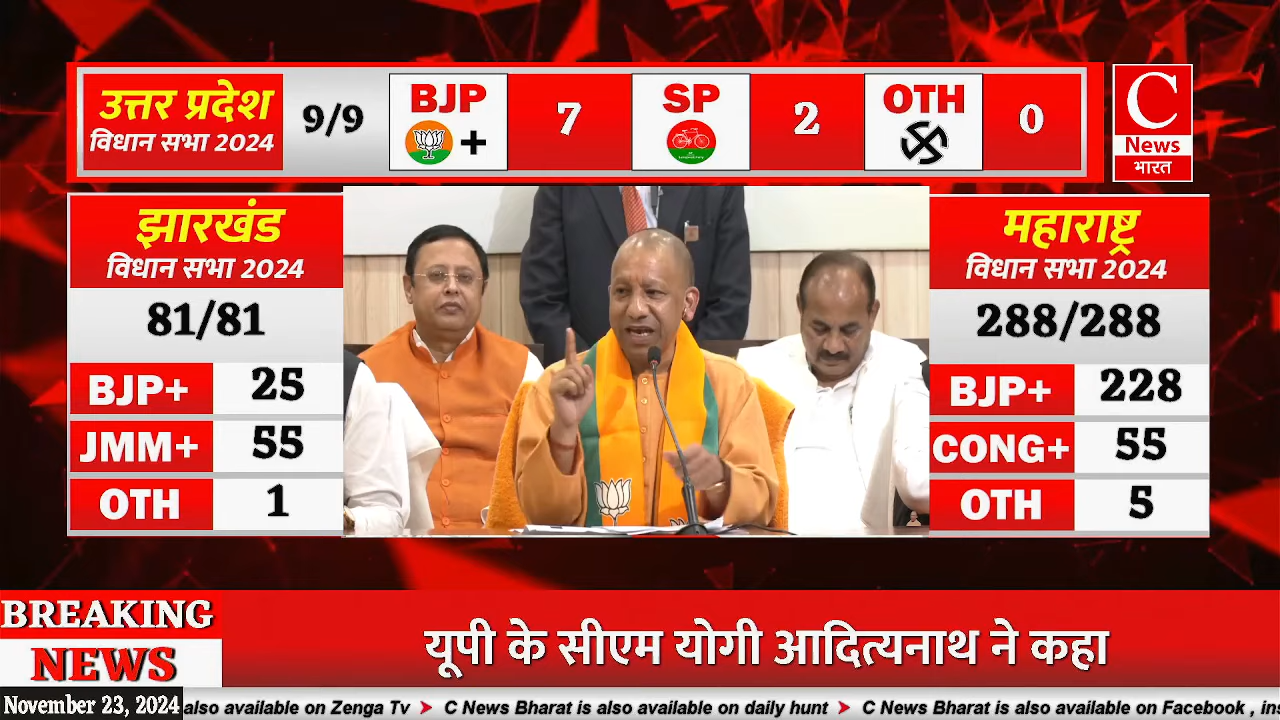 उत्तर प्रदेश
विधान सभा 2024
9/9
BJP
+
7
SP
2
OTH
0
C
News
भारत
झारखंड
विधान सभा 2024
81/81
BJP+ 25
JMM+ 55
OTH 1
महाराष्ट्र
विधान सभा 2024
288/288
BJP+ 228
CONG+ 55
OTH 5
BREAKING
NEWS
यूपी के सीएम योगी आदित्यनाथ ने कहा
November 23, 2024
also available on Zenga Tv ➤ C News Bharat is also available on daily hunt ➤ C News Bharat is also available on Facebook , ins